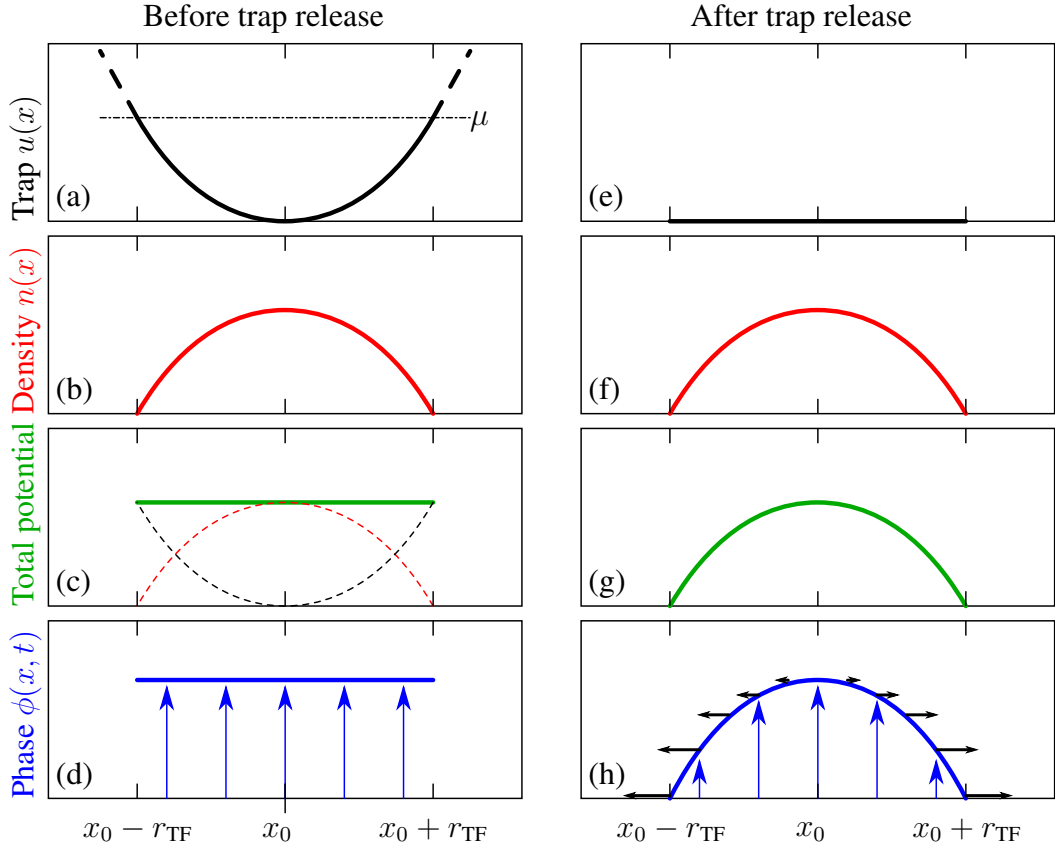 Before trap release
After trap release
Trap u(x)
μ
(a)
(e)
Density n(x)
(b)
(f)
Total potential
(c)
(g)
Phase ϕ(x, t)
(d)
(h)
x₀ − r_TF
x₀
x₀ + r_TF
x₀ − r_TF
x₀
x₀ + r_TF